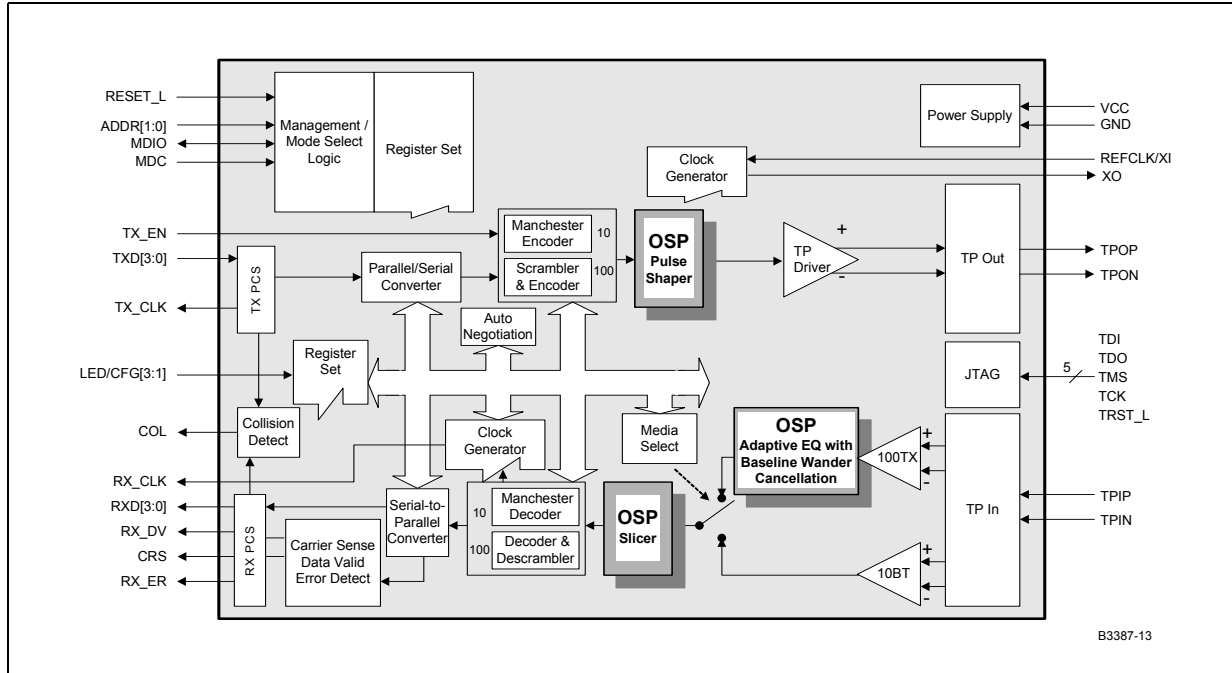 RESET_L
ADDR[1:0]
MDIO
MDC
Management /
Mode Select
Logic
Register Set
Power Supply
VCC
GND
Clock
Generator
REFCLK/XI
XO
TX_EN
TXD[3:0]
TX_CLK
TX PCS
Parallel/Serial
Converter
Manchester
Encoder
10
Scrambler
& Encoder
100
OSP
Pulse
Shaper
TP
Driver
+
-
TP Out
TPOP
TPON
Auto
Negotiation
LED/CFG[3:1]
Register
Set
JTAG
5
TDI
TDO
TMS
TCK
TRST_L
COL
Collision
Detect
Clock
Generator
Media
Select
OSP
Adaptive EQ with
Baseline Wander
Cancellation
100TX
+
-
TP In
TPIP
TPIN
RX_CLK
RXD[3:0]
RX_DV
CRS
RX_ER
RX PCS
Carrier Sense
Data Valid
Error Detect
Serial-to-
Parallel
Converter
10
Manchester
Decoder
100
Decoder &
Descrambler
OSP
Slicer
10BT
+
-
B3387-13